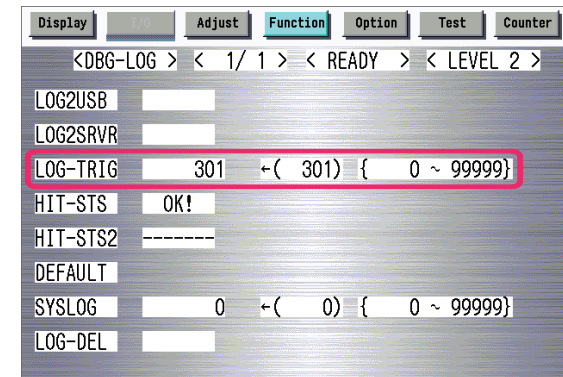 Display I/O Adjust Function Option Test Counter
<DBG-LOG > < 1/ 1 > < READY > < LEVEL 2 >
LOG2USB
LOG2SRVR
LOG-TRIG 301 ←( 301) { 0 ~ 99999}
HIT-STS OK!
HIT-STS2 -------
DEFAULT
SYSLOG 0 ←( 0) { 0 ~ 99999}
LOG-DEL